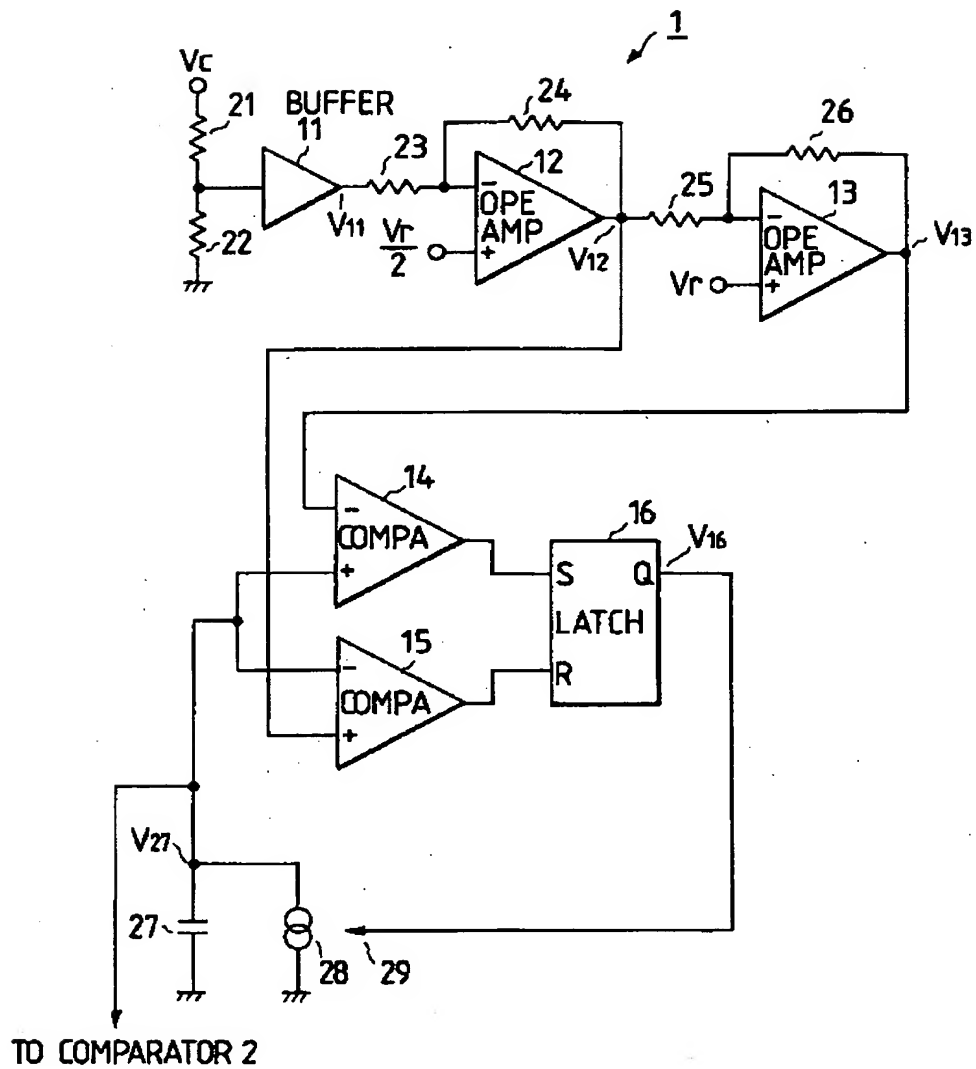 1
Vc
21
BUFFER
11
23
24
12
26
25
13
V11
OPE
AMP
Vr
2
V12
Vr
OPE
AMP
V13
22
-
+
-
+
14
-
COMPA
+
16
V16
S
Q
LATCH
R
15
-
COMPA
+
V27
27
28
29
TO COMPARATOR 2